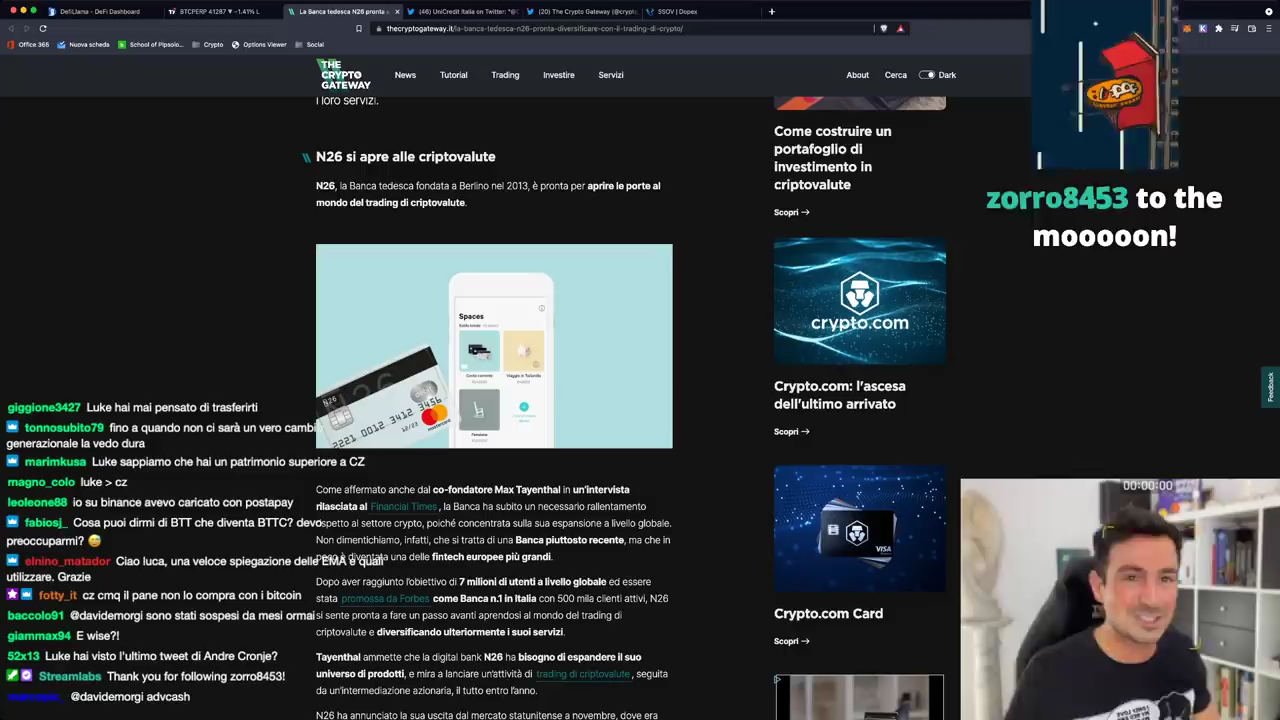 DefiLlama - DeFi Dashboard
BTCPERP 41287 ▼ −1.41% L
La Banca tedesca N26 pronta
(46) UniCredit Italia on Twitter: "@
(20) The Crypto Gateway (@crypto
SSOV | Dopex
thecryptogateway.it/la-banca-tedesca-n26-pronta-diversificare-con-il-trading-di-crypto/
Office 365
Nuova scheda
School of Pipsolo...
Crypto
Options Viewer
Social
THE
CRYPTO
GATEWAY
News
Tutorial
Trading
Investire
Servizi
About
Cerca
Dark
i loro servizi.
N26 si apre alle criptovalute
N26, la Banca tedesca fondata a Berlino nel 2013, è pronta per aprire le porte al
mondo del trading di criptovalute.
Spaces
N26
2221 0012 3412 3456
12/23
mastercard
Come affermato anche dal co-fondatore Max Tayenthal in un'intervista
rilasciata al Financial Times, la Banca ha subito un necessario rallentamento
rispetto al settore crypto, poiché concentrata sulla sua espansione a livello globale.
Non dimentichiamo, infatti, che si tratta di una Banca piuttosto recente, ma che in
poco è diventata una delle fintech europee più grandi.
Dopo aver raggiunto l'obiettivo di 7 milioni di utenti a livello globale ed essere
stata promossa da Forbes come Banca n.1 in Italia con 500 mila clienti attivi, N26
si sente pronta a fare un passo avanti aprendosi al mondo del trading di
criptovalute e diversificando ulteriormente i suoi servizi.
Tayenthal ammette che la digital bank N26 ha bisogno di espandere il suo
universo di prodotti, e mira a lanciare un'attività di trading di criptovalute, seguita
da un'intermediazione azionaria, il tutto entro l'anno.
N26 ha annunciato la sua uscita dal mercato statunitense a novembre, dove era
Come costruire un
portafoglio di
investimento in
criptovalute
Scopri →
crypto.com
Crypto.com: l'ascesa
dell'ultimo arrivato
Scopri →
VISA
Crypto.com Card
Scopri →
zorro8453 to the
mooooon!
Feedback
00:00:00
giggione3427 Luke hai mai pensato di trasferirti
tonnosubito79 fino a quando non ci sarà un vero cambi
generazionale la vedo dura
marimkusa Luke sappiamo che hai un patrimonio superiore a CZ
magno_colo luke > cz
leoleone88 io su binance avevo caricato con postapay
fabiosj_ Cosa puoi dirmi di BTT che diventa BTTC? devo
preoccuparmi? 😅
elnino_matador Ciao luca, una veloce spiegazione delle EMA e quali
utilizzare. Grazie
fotty_it cz cmq il pane non lo compra con i bitcoin
baccolo91 @davidemorgi sono stati sospesi da mesi ormai
giammax94 E wise?!
52x13 Luke hai visto l'ultimo tweet di Andre Cronje?
Streamlabs Thank you for following zorro8453!
@davidemorgi advcash